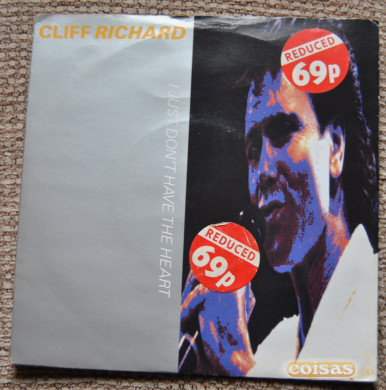 CLIFF RICHARD
I JUST DON'T HAVE THE HEART
REDUCED
69p
REDUCED
69p
coisas